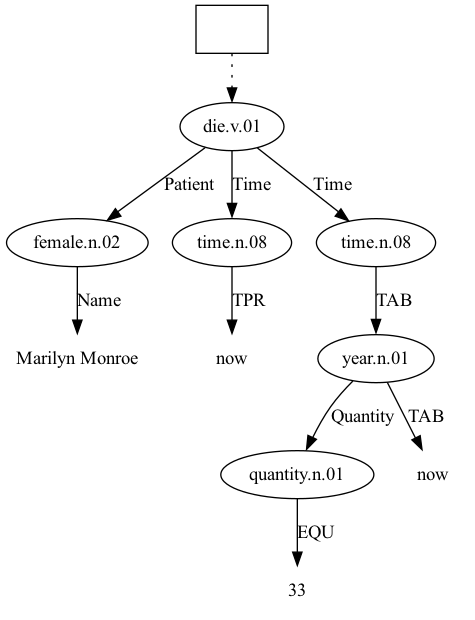 die.v.01
Patient Time Time
female.n.02 time.n.08 time.n.08
Name TPR TAB
Marilyn Monroe now year.n.01
Quantity TAB
quantity.n.01 now
EQU
33